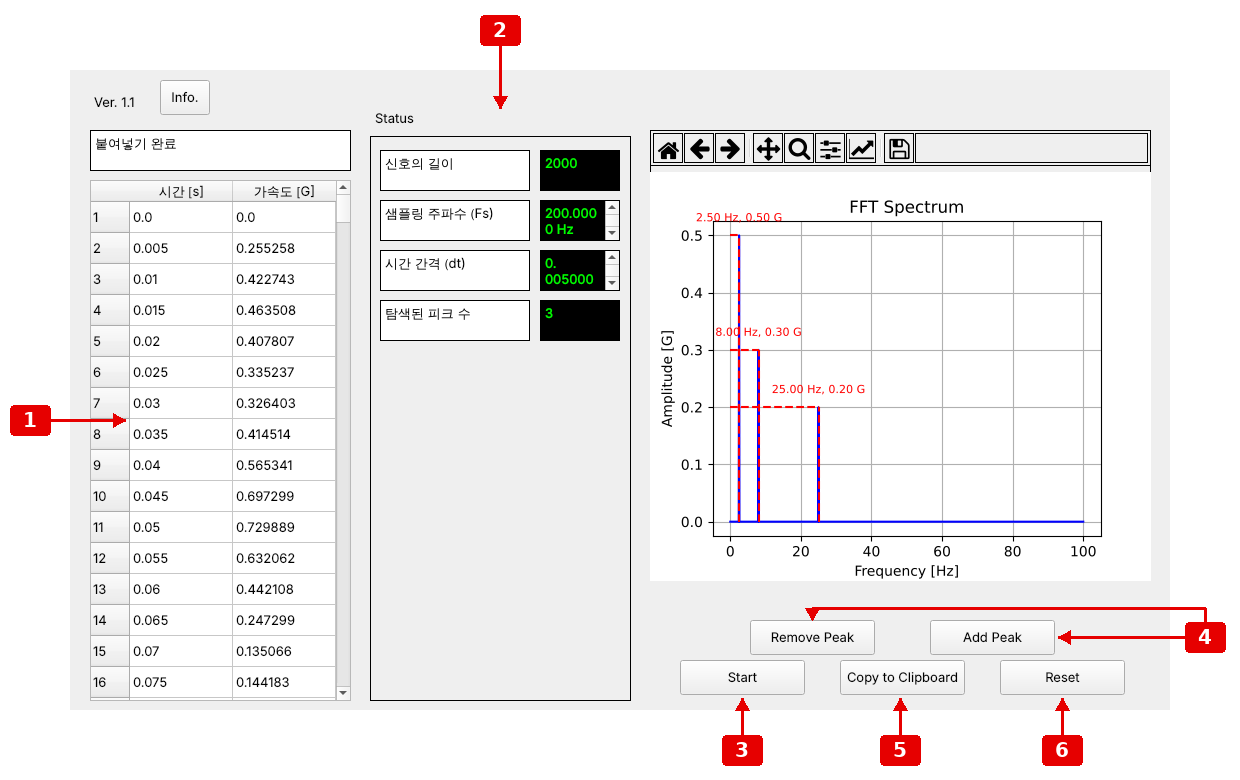 2
Ver. 1.1
Info.
Status
붙여넣기 완료
시간 [s] 가속도 [G]
1 0.0 0.0
2 0.005 0.255258
3 0.01 0.422743
4 0.015 0.463508
5 0.02 0.407807
6 0.025 0.335237
7 0.03 0.326403
8 0.035 0.414514
9 0.04 0.565341
10 0.045 0.697299
11 0.05 0.729889
12 0.055 0.632062
13 0.06 0.442108
14 0.065 0.247299
15 0.07 0.135066
16 0.075 0.144183
1
신호의 길이 2000
샘플링 주파수 (Fs) 200.000
0 Hz
시간 간격 (dt) 0.
005000
탐색된 피크 수 3
FFT Spectrum
2.50 Hz, 0.50 G
8.00 Hz, 0.30 G
25.00 Hz, 0.20 G
Amplitude [G]
0.5
0.4
0.3
0.2
0.1
0.0
0 20 40 60 80 100
Frequency [Hz]
Remove Peak
Add Peak
4
Start
Copy to Clipboard
Reset
3
5
6